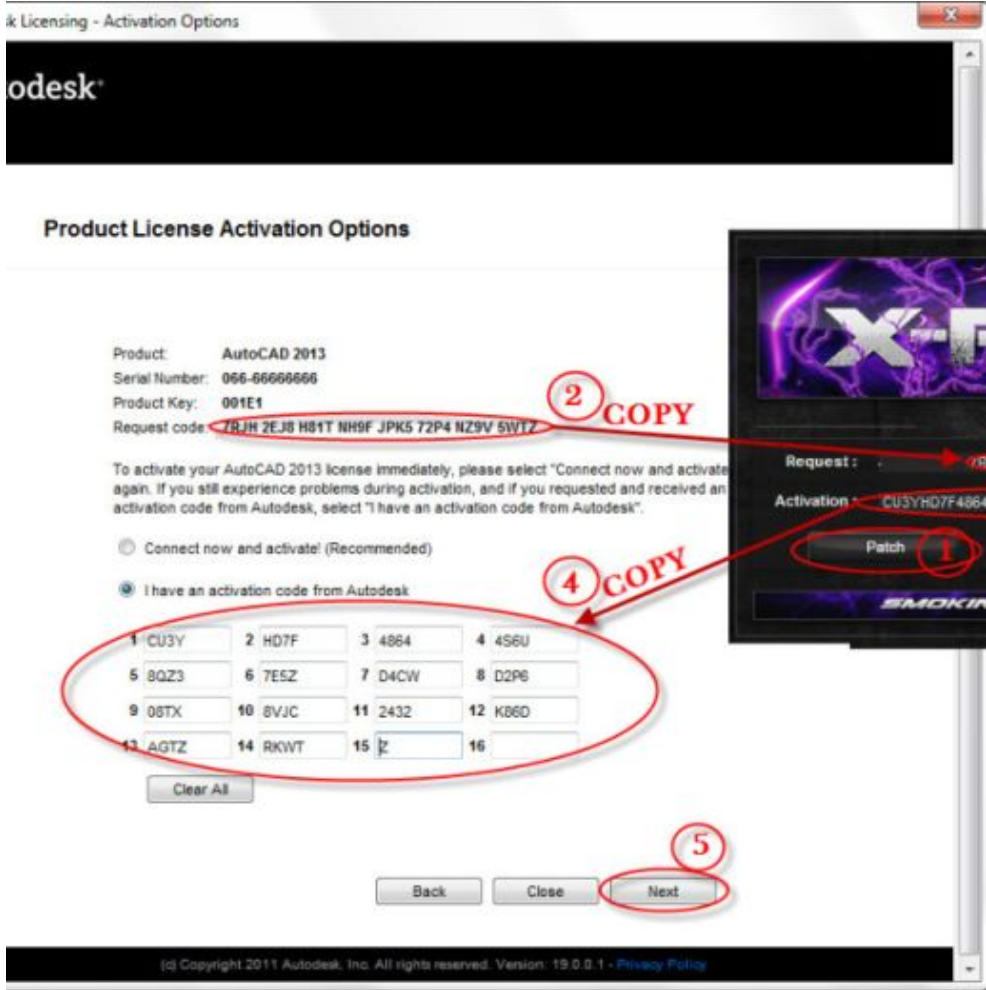 k Licensing - Activation Options
odesk
Product License Activation Options
Product: AutoCAD 2013
Serial Number: 066-66666666
Product Key: 001E1
Request code: 7RJH 2EJ8 H81T NH9F JPK5 72P4 NZ9V 5WTZ
2 COPY
To activate your AutoCAD 2013 license immediately, please select "Connect now and activate
again. If you still experience problems during activation, and if you requested and received an
activation code from Autodesk, select "I have an activation code from Autodesk".
Connect now and activate! (Recommended)
I have an activation code from Autodesk
4 COPY
1 CU3Y 2 HD7F 3 4864 4 4S6U
5 8QZ3 6 7E5Z 7 D4CW 8 D2P6
9 08TX 10 8VJC 11 2432 12 K86D
13 AGTZ 14 RKWT 15 Z 16
Clear All
5
Back Close Next
(c) Copyright 2011 Autodesk, Inc. All rights reserved. Version: 19.0.0.1 - Privacy Policy
Request :
Activation : CU3YHD7F4864
Patch 1